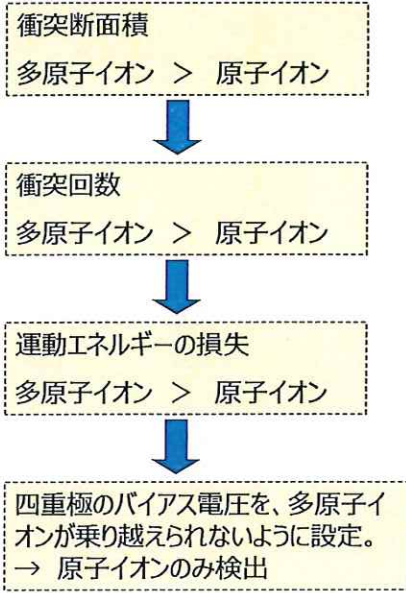 衝突断面積
多原子イオン ＞ 原子イオン
衝突回数
多原子イオン ＞ 原子イオン
運動エネルギーの損失
多原子イオン ＞ 原子イオン
四重極のバイアス電圧を、多原子イ
オンが乗り越えられないように設定。
→ 原子イオンのみ検出